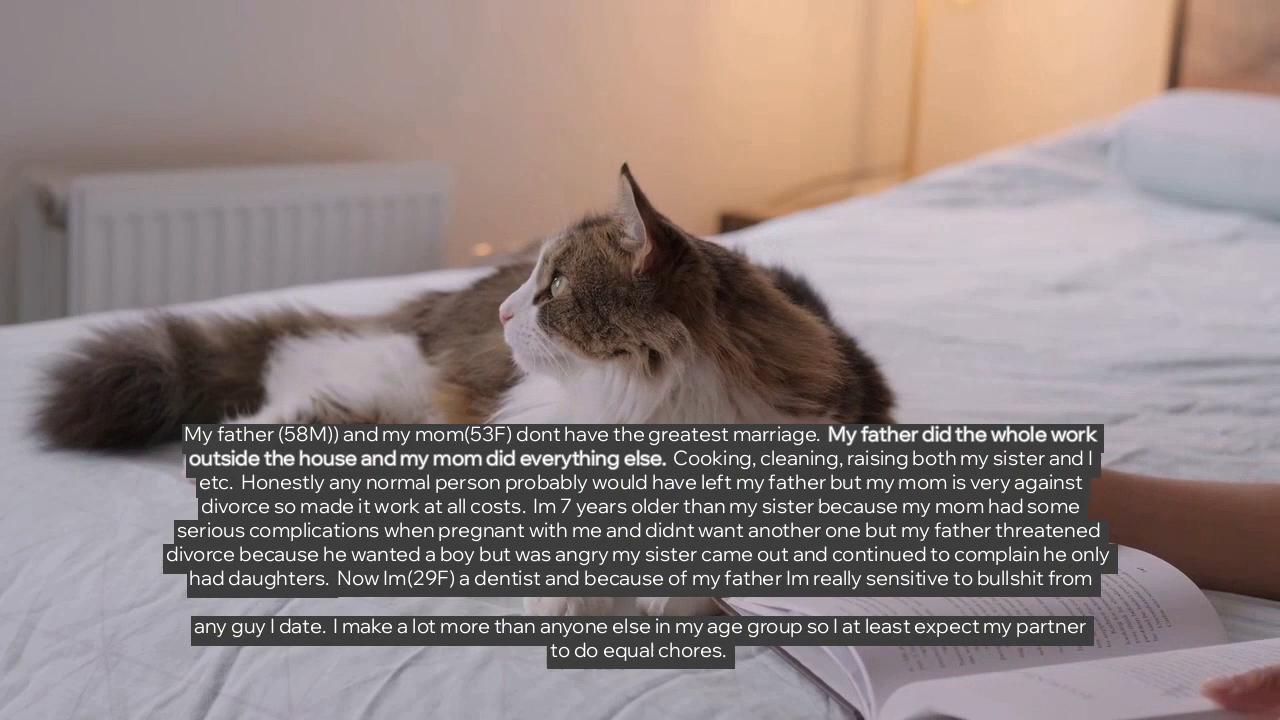 My father (58M)) and my mom(53F) dont have the greatest marriage. My father did the whole work
outside the house and my mom did everything else. Cooking, cleaning, raising both my sister and I
etc. Honestly any normal person probably would have left my father but my mom is very against
divorce so made it work at all costs. Im 7 years older than my sister because my mom had some
serious complications when pregnant with me and didnt want another one but my father threatened
divorce because he wanted a boy but was angry my sister came out and continued to complain he only
had daughters. Now Im(29F) a dentist and because of my father Im really sensitive to bullshit from
any guy I date. I make a lot more than anyone else in my age group so I at least expect my partner
to do equal chores.